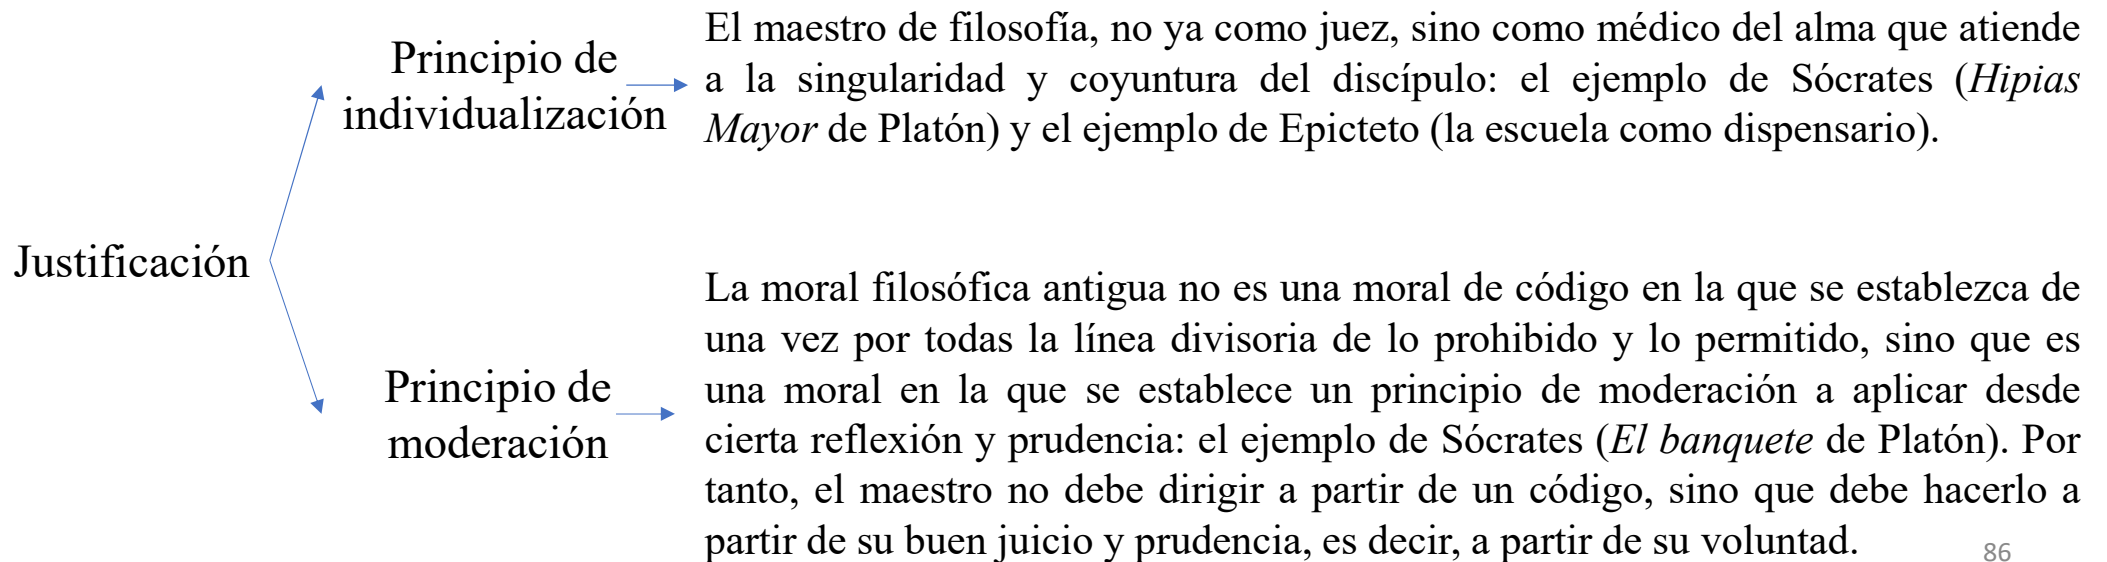 Justificación
Principio de
individualización
El maestro de filosofía, no ya como juez, sino como médico del alma que atiende
a la singularidad y coyuntura del discípulo: el ejemplo de Sócrates (Hipias
Mayor de Platón) y el ejemplo de Epicteto (la escuela como dispensario).
Principio de
moderación
La moral filosófica antigua no es una moral de código en la que se establezca de
una vez por todas la línea divisoria de lo prohibido y lo permitido, sino que es
una moral en la que se establece un principio de moderación a aplicar desde
cierta reflexión y prudencia: el ejemplo de Sócrates (El banquete de Platón). Por
tanto, el maestro no debe dirigir a partir de un código, sino que debe hacerlo a
partir de su buen juicio y prudencia, es decir, a partir de su voluntad.
86